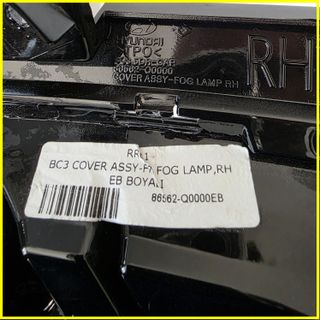 HYUNDAI
>TPO<
86562-Q0000
COVER ASSY-FOG LAMP RH
RH
BC3 COVER ASSY-FR FOG LAMP,RH
EB BOYALI
86562-Q0000EB